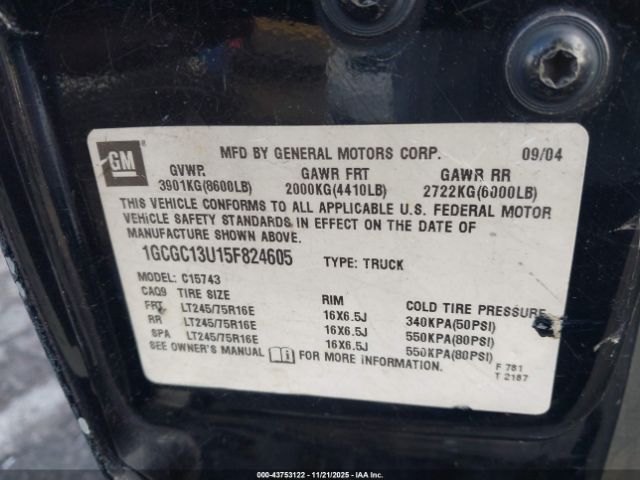 GM
MFD BY GENERAL MOTORS CORP. 09/04
GVWR GAWR FRT GAWR RR
3901KG(8600LB) 2000KG(4410LB) 2722KG(6000LB)
THIS VEHICLE CONFORMS TO ALL APPLICABLE U.S. FEDERAL MOTOR
VEHICLE SAFETY STANDARDS IN EFFECT ON THE DATE OF
MANUFACTURE SHOWN ABOVE.
1GCGC13U15F824605 TYPE: TRUCK
MODEL: C15743
CAO9 TIRE SIZE RIM COLD TIRE PRESSURE
FRT LT245/75R16E 16X6.5J 340KPA(50PSI)
RR LT245/75R16E 16X6.5J 550KPA(80PSI)
SPA LT245/75R16E 16X6.5J 550KPA(80PSI)
SEE OWNER'S MANUAL FOR MORE INFORMATION.
F 781
T 2187
000-43753122 - 11/21/2025 - IAAI.COM